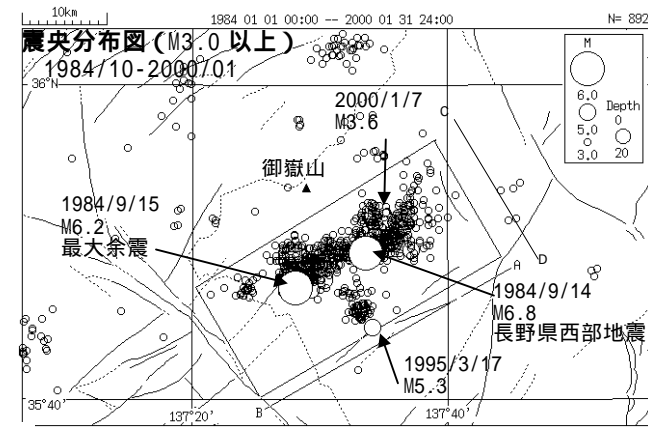 10km
1984 01 01 00:00 -- 2000 01 31 24:00
N= 892
震央分布図(M3.0 以上)
1984/10-2000/01
36°N
M
6.0
5.0
3.0
Depth
0
20
2000/1/7
M3.6
C
御嶽山
1984/9/15
M6.2
最大余震
A
D
1984/9/14
M6.8
長野県西部地震
1995/3/17
M5.3
35°40'
137°20'
B
137°40'